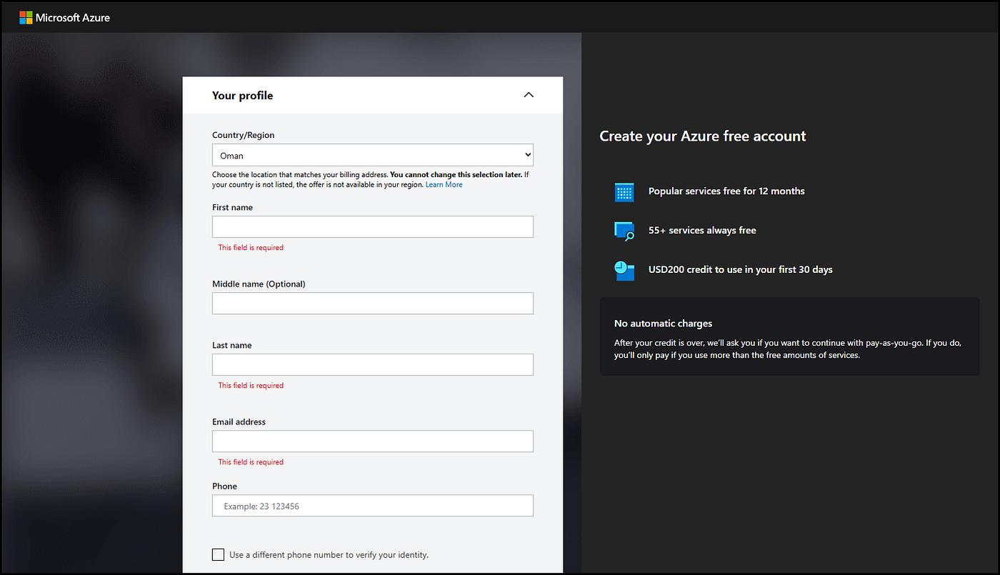 Microsoft Azure
Your profile
Country/Region
Oman
Choose the location that matches your billing address. You cannot change this selection later. If
your country is not listed, the offer is not available in your region. Learn More
First name
This field is required
Middle name (Optional)
Last name
This field is required
Email address
This field is required
Phone
Example: 23 123456
Use a different phone number to verify your identity.
Create your Azure free account
Popular services free for 12 months
55+ services always free
USD200 credit to use in your first 30 days
No automatic charges
After your credit is over, we’ll ask you if you want to continue with pay-as-you-go. If you do,
you’ll only pay if you use more than the free amounts of services.